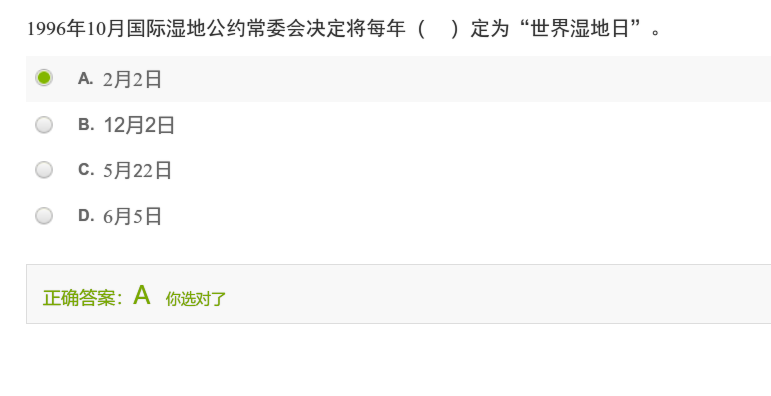 1996年10月国际湿地公约常委会决定将每年（　）定为“世界湿地日”。
A. 2月2日
B. 12月2日
C. 5月22日
D. 6月5日
正确答案：A 你选对了